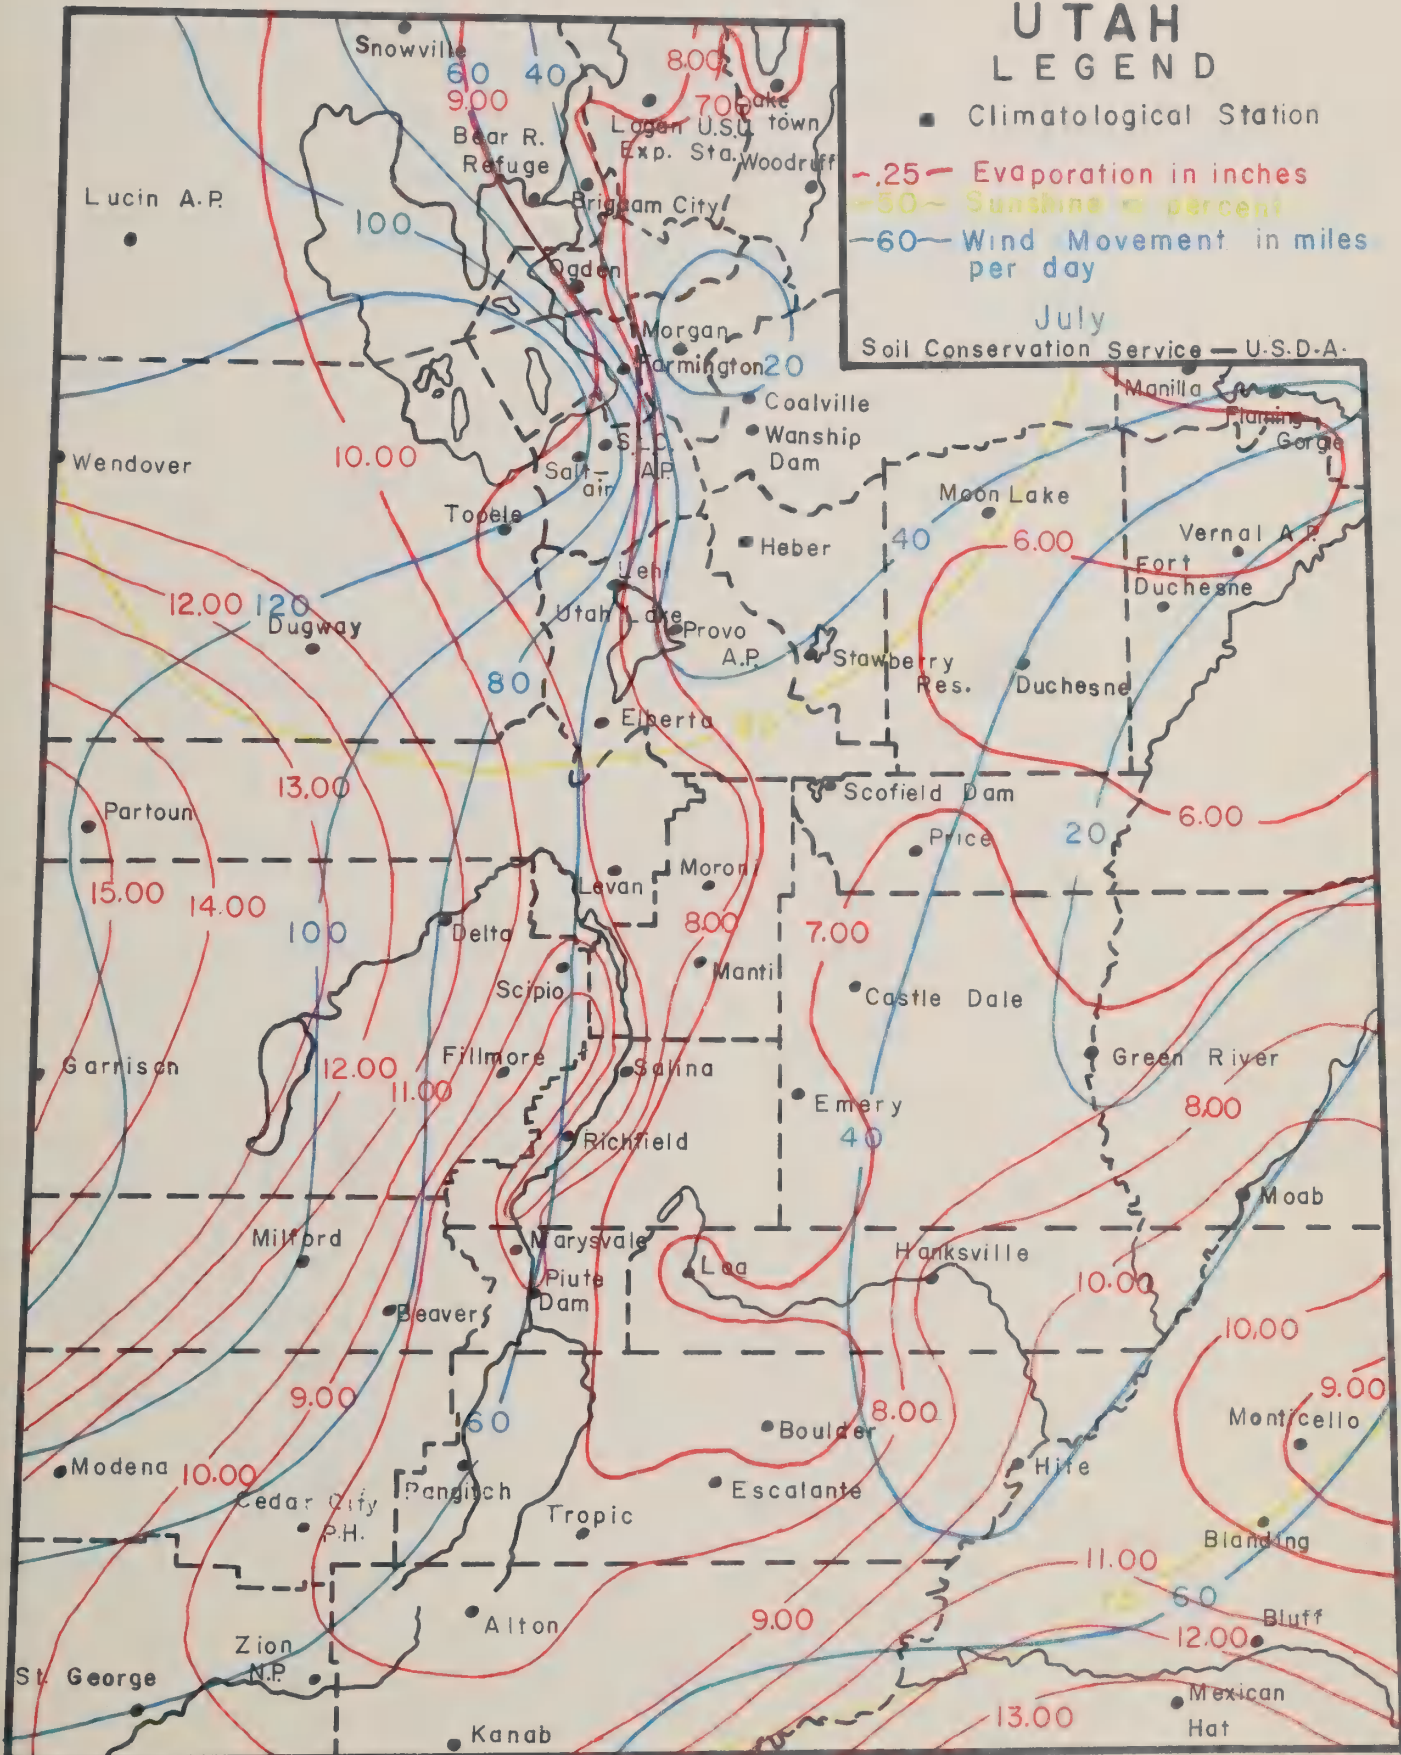 UTAH
LEGEND
Climatological Station
.25 Evaporation in inches
Sunshine percent
60 Wind Movement in miles
per day
July
Soil Conservation Service — U.S.D.A.
Snowville
60 40
9.00
8.00
7.00
Lake
town
Logan U.S.U.
Exp. Sta.
Woodruff
Bear R.
Refuge
Brigham City
Lucin A.P.
100
Ogden
Morgan
Farmington
20
Coalville
Wanship
Dam
Manilla
Flaming
Gorge
Wendover
10.00
Salt-
air
S.L.C.
A.P.
Tooele
Moon Lake
Heber
40
6.00
Vernal A.P.
Fort
Duchesne
Lehi
12.00 120
Dugway
Utah Lake
Provo
A.P.
Stawberry
Res.
Duchesne
80
Elberta
13.00
Partoun
Scofield Dam
6.00
Price
20
15.00
14.00
Levan
Moroni
100
Delta
8.00
7.00
Manti
Scipio
Castle Dale
Garrison
12.00
11.00
Fillmore
Salina
Green River
Emery
8.00
40
Richfield
Moab
Milford
Marysvale
Loa
Hanksville
Piute
Dam
10.00
Beaver
10.00
9.00
9.00
60
Boulder
8.00
Monticello
Modena
10.00
Hite
Cedar City
P.H.
Pangitch
Escalante
Tropic
Blanding
11.00
60
Alton
9.00
Bluff
12.00
Zion
N.P.
St. George
Mexican
Hat
13.00
Kanab